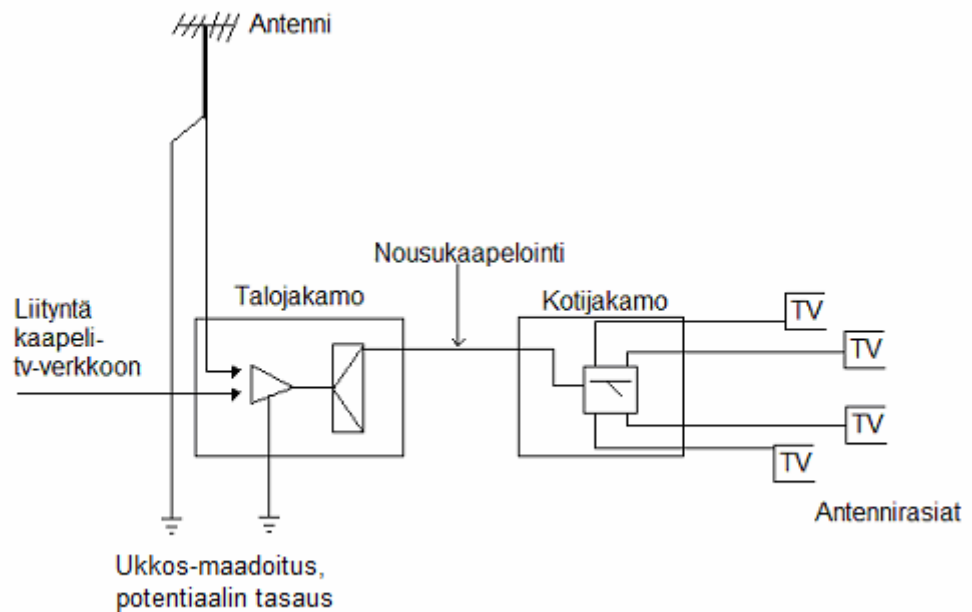 Antenni
Nousukaapelointi
Talojakamo
Kotijakamo
Liityntä
kaapeli-
tv-verkkoon
TV
TV
TV
TV
Antennirasiat
Ukkos-maadoitus,
potentiaalin tasaus